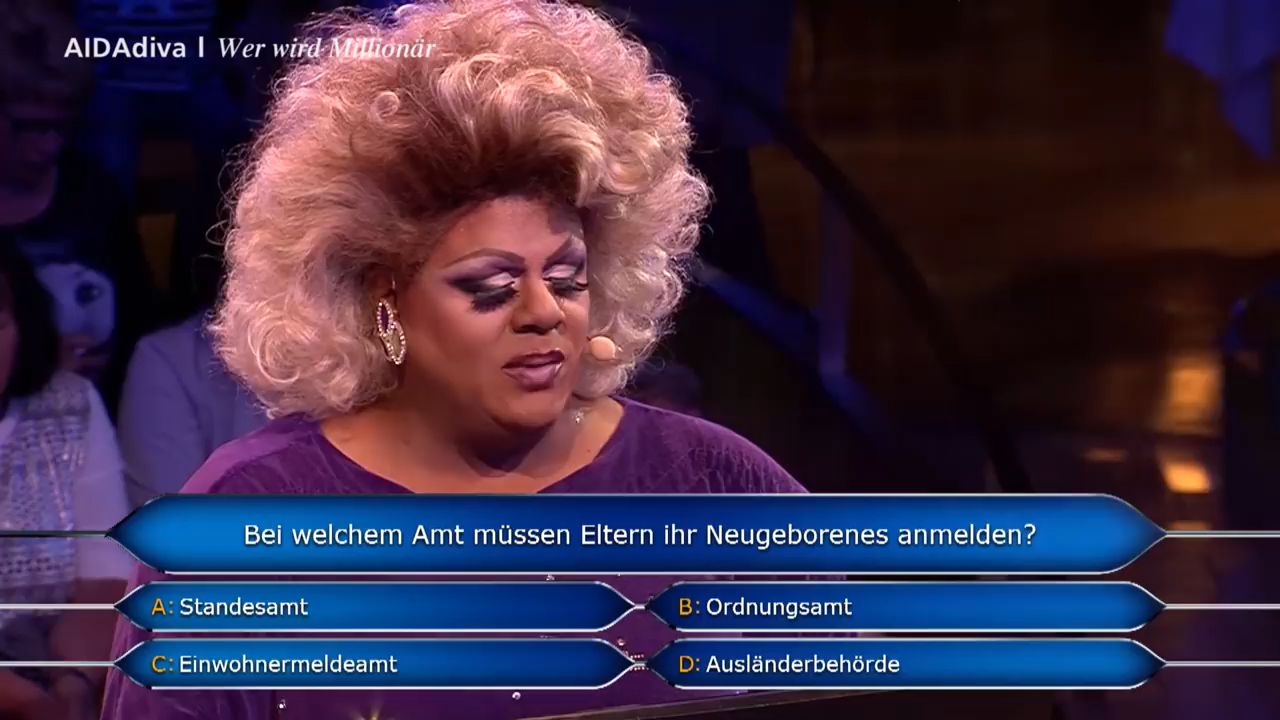 AIDAdiva | Wer wird Millionär
Bei welchem Amt müssen Eltern ihr Neugeborenes anmelden?
A: Standesamt
B: Ordnungsamt
C: Einwohnermeldeamt
D: Ausländerbehörde